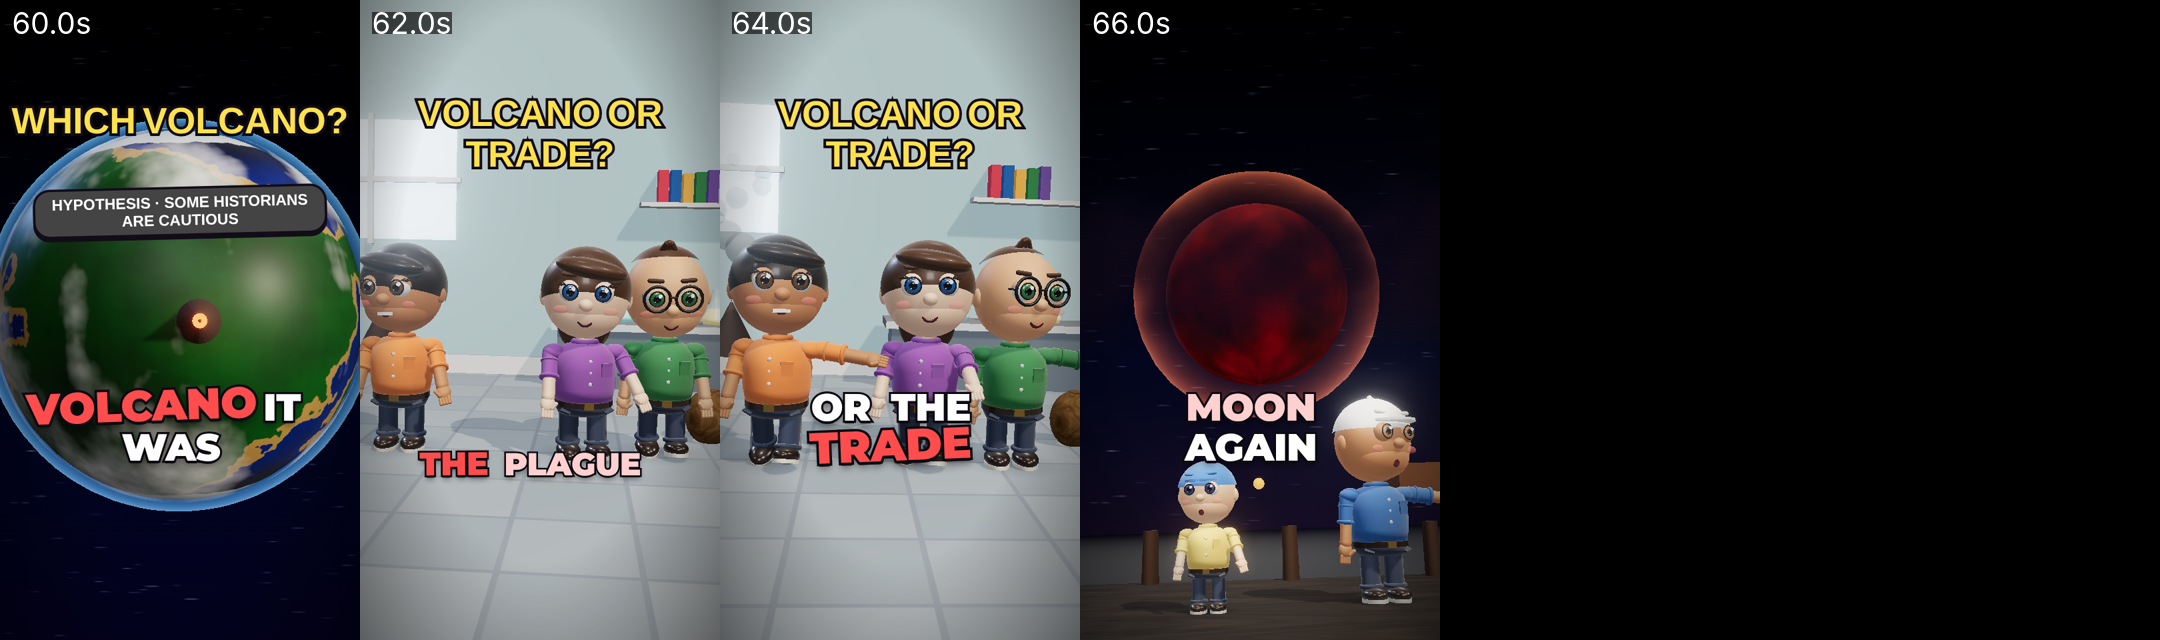 60.0s
WHICH VOLCANO?
HYPOTHESIS · SOME HISTORIANS
ARE CAUTIOUS
VOLCANO IT
WAS
62.0s
VOLCANO OR
TRADE?
THE PLAGUE
64.0s
VOLCANO OR
TRADE?
OR THE
TRADE
66.0s
MOON
AGAIN